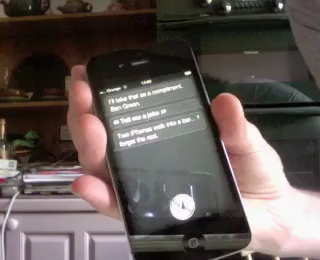 I'll take that as a compliment,
Ben Green.
“ Tell me a joke ”
Two iPhones walk into a bar...I
forget the rest.